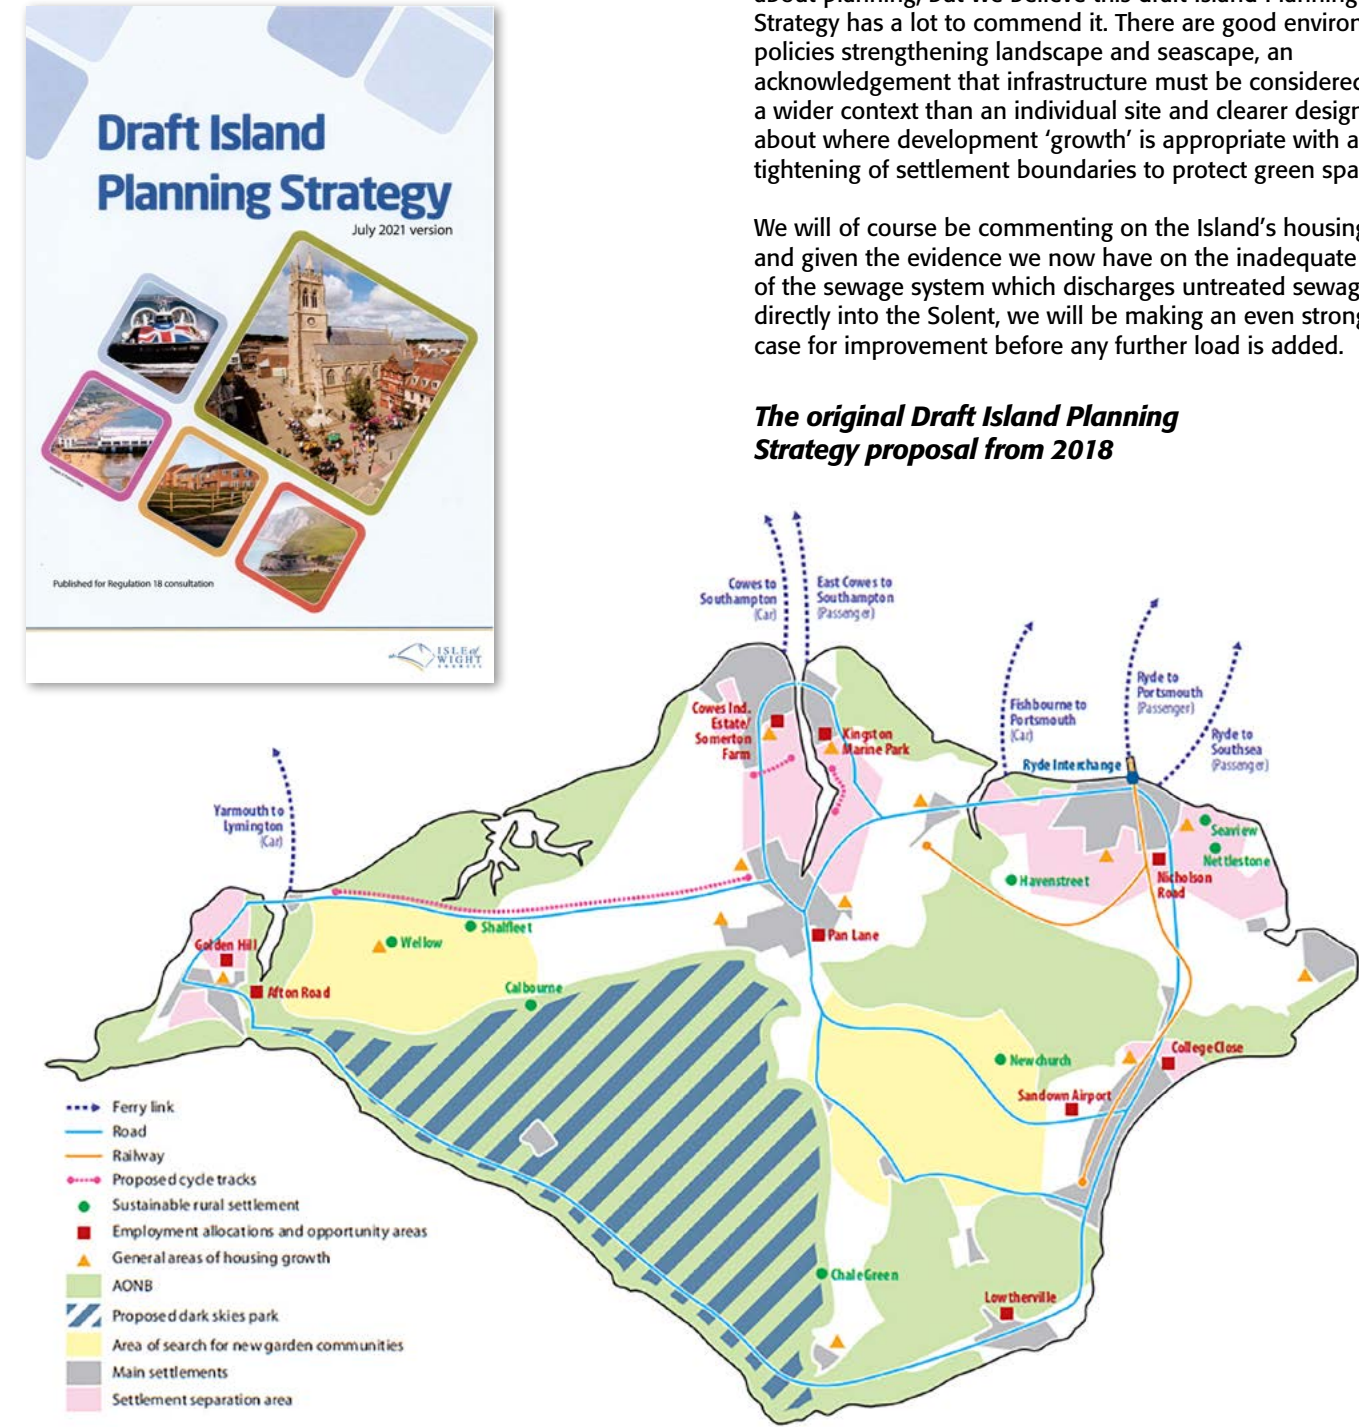 Draft Island
Planning Strategy
July 2021 version
Published for Regulation 18 consultation
ISLE of
WIGHT
COUNCIL
about planning, but we believe this draft Island Planning
Strategy has a lot to commend it. There are good environ
policies strengthening landscape and seascape, an
acknowledgement that infrastructure must be considered
a wider context than an individual site and clearer design
about where development ‘growth’ is appropriate with a
tightening of settlement boundaries to protect green spa
We will of course be commenting on the Island’s housing
and given the evidence we now have on the inadequate
of the sewage system which discharges untreated sewag
directly into the Solent, we will be making an even strong
case for improvement before any further load is added.
The original Draft Island Planning
Strategy proposal from 2018
Cowes to
Southampton
(Car)
East Cowes to
Southampton
(Passenger)
Fishbourne to
Portsmouth
(Car)
Ryde to
Portsmouth
(Passenger)
Ryde to
Southsea
(Passenger)
Ryde Interchange
Yarmouth to
Lymington
(Car)
Cowes Ind.
Estate/
Somerton
Farm
Kingston
Marine Park
Seaview
Nettlestone
Nicholson
Road
Havenstreet
Pan Lane
Shalfleet
Wellow
Golden Hill
Afton Road
Calbourne
Newchurch
College Close
Sandown Airport
Chale Green
Lowtherville
Ferry link
Road
Railway
Proposed cycle tracks
Sustainable rural settlement
Employment allocations and opportunity areas
General areas of housing growth
AONB
Proposed dark skies park
Area of search for new garden communities
Main settlements
Settlement separation area